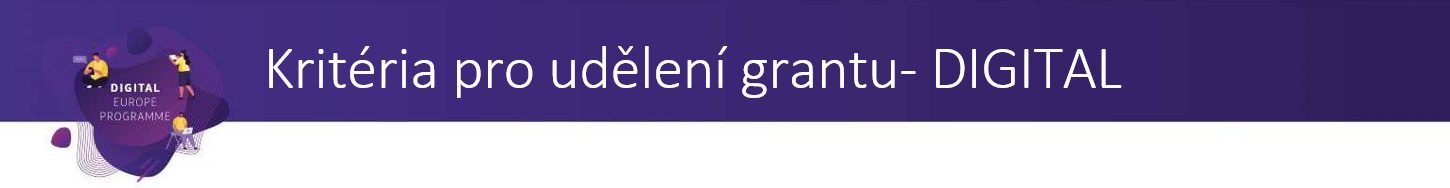 Kritéria pro udělení grantu- DIGITAL
DIGITAL
EUROPE
PROGRAMME